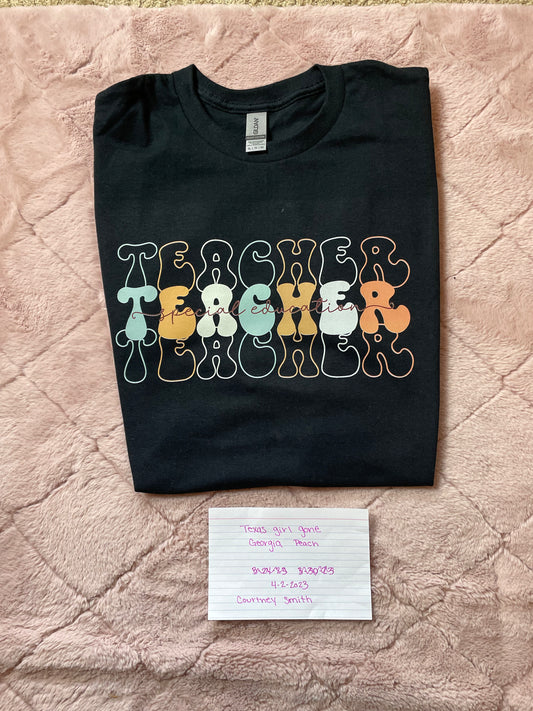 GILDAN
TEACHER
TEACHER
special education
TEACHER
Texas girl gone
Georgia Peach
4-2-2023
Courtney Smith